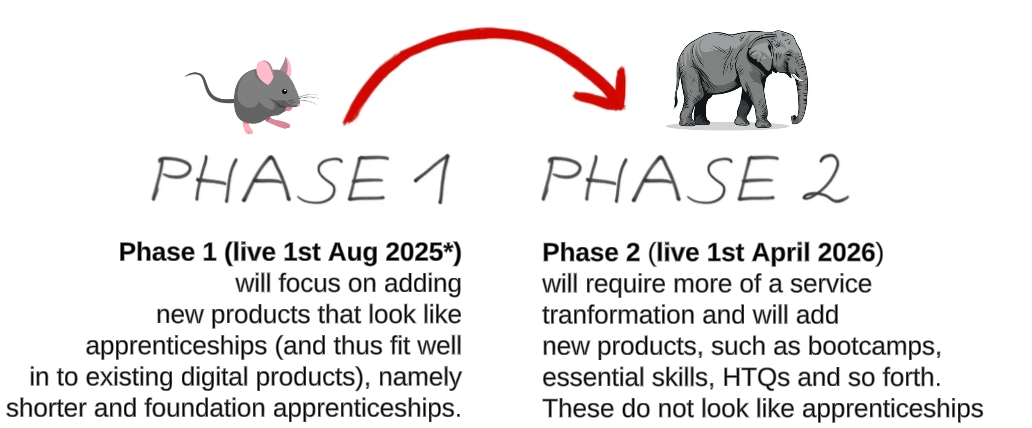 PHASE 1
PHASE 2
Phase 1 (live 1st Aug 2025*)
will focus on adding
new products that look like
apprenticeships (and thus fit well
in to existing digital products), namely
shorter and foundation apprenticeships.
Phase 2 (live 1st April 2026)
will require more of a service
tranformation and will add
new products, such as bootcamps,
essential skills, HTQs and so forth.
These do not look like apprenticeships